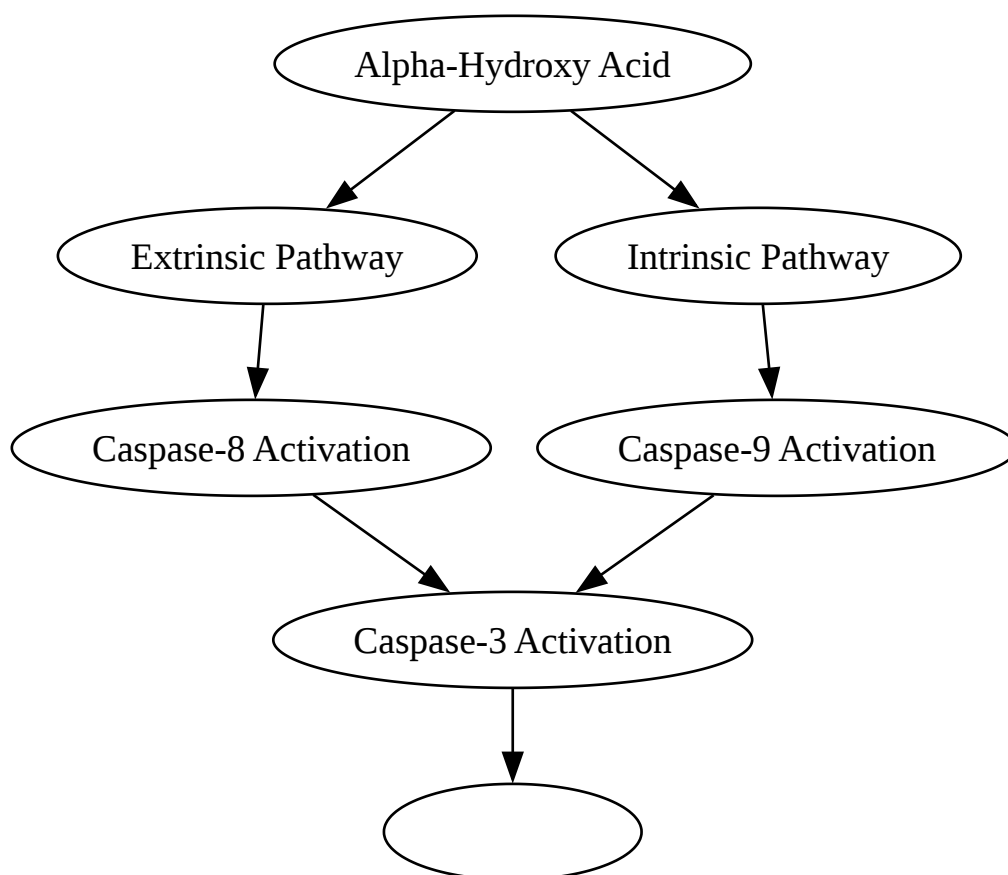 Alpha-Hydroxy Acid
Extrinsic Pathway
Intrinsic Pathway
Caspase-8 Activation
Caspase-9 Activation
Caspase-3 Activation